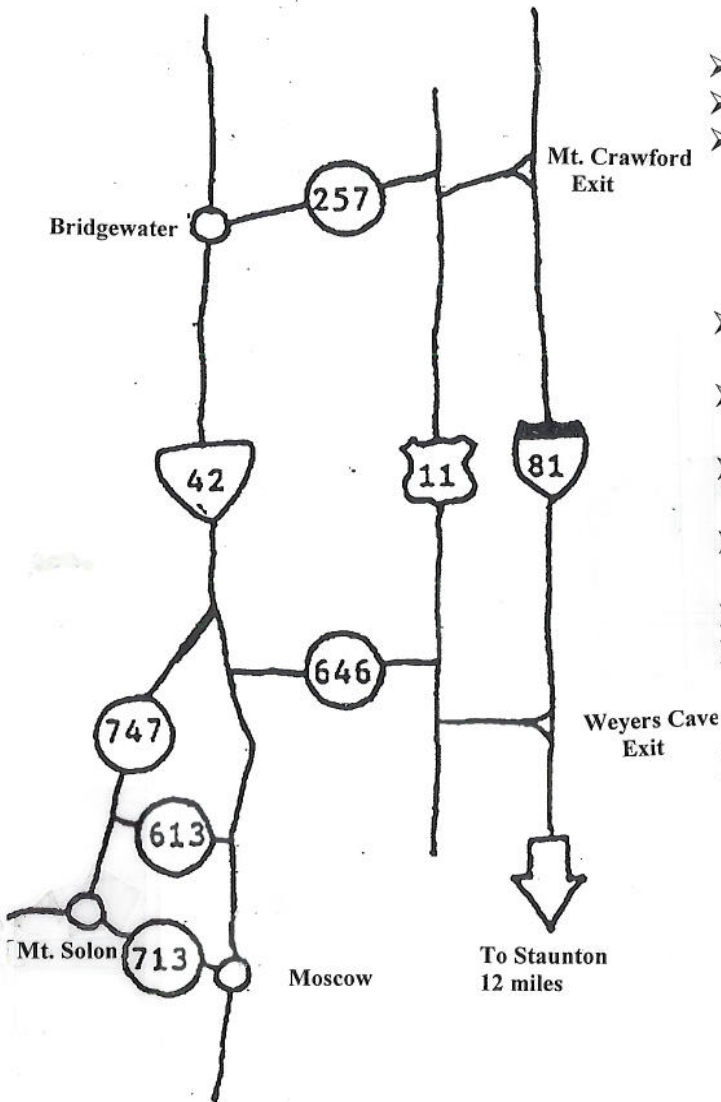 Mt. Crawford
Exit
257
Bridgewater
42
11
81
646
747
Weyers Cave
Exit
613
Mt. Solon
713
Moscow
To Staunton
12 miles